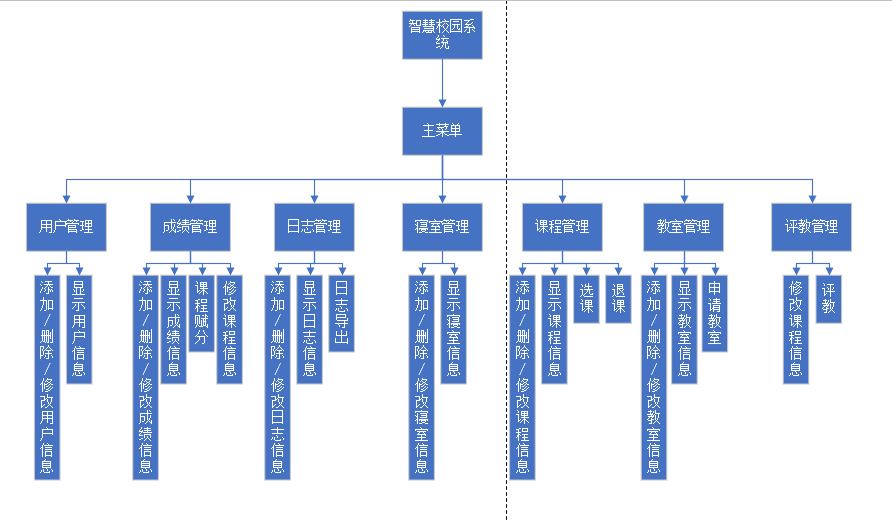 智慧校园系
统
主菜单
用户管理
成绩管理
日志管理
寝室管理
课程管理
教室管理
评教管理
添加/删除/修改用户信息
显示用户信息
添加/删除/修改成绩信息
显示成绩信息
课程赋分
修改课程信息
添加/删除/修改日志信息
显示日志信息
日志导出
添加/删除/修改寝室信息
显示寝室信息
添加/删除/修改课程信息
显示课程信息
选课
退课
添加/删除/修改教室信息
显示教室信息
申请教室
修改课程信息
评教